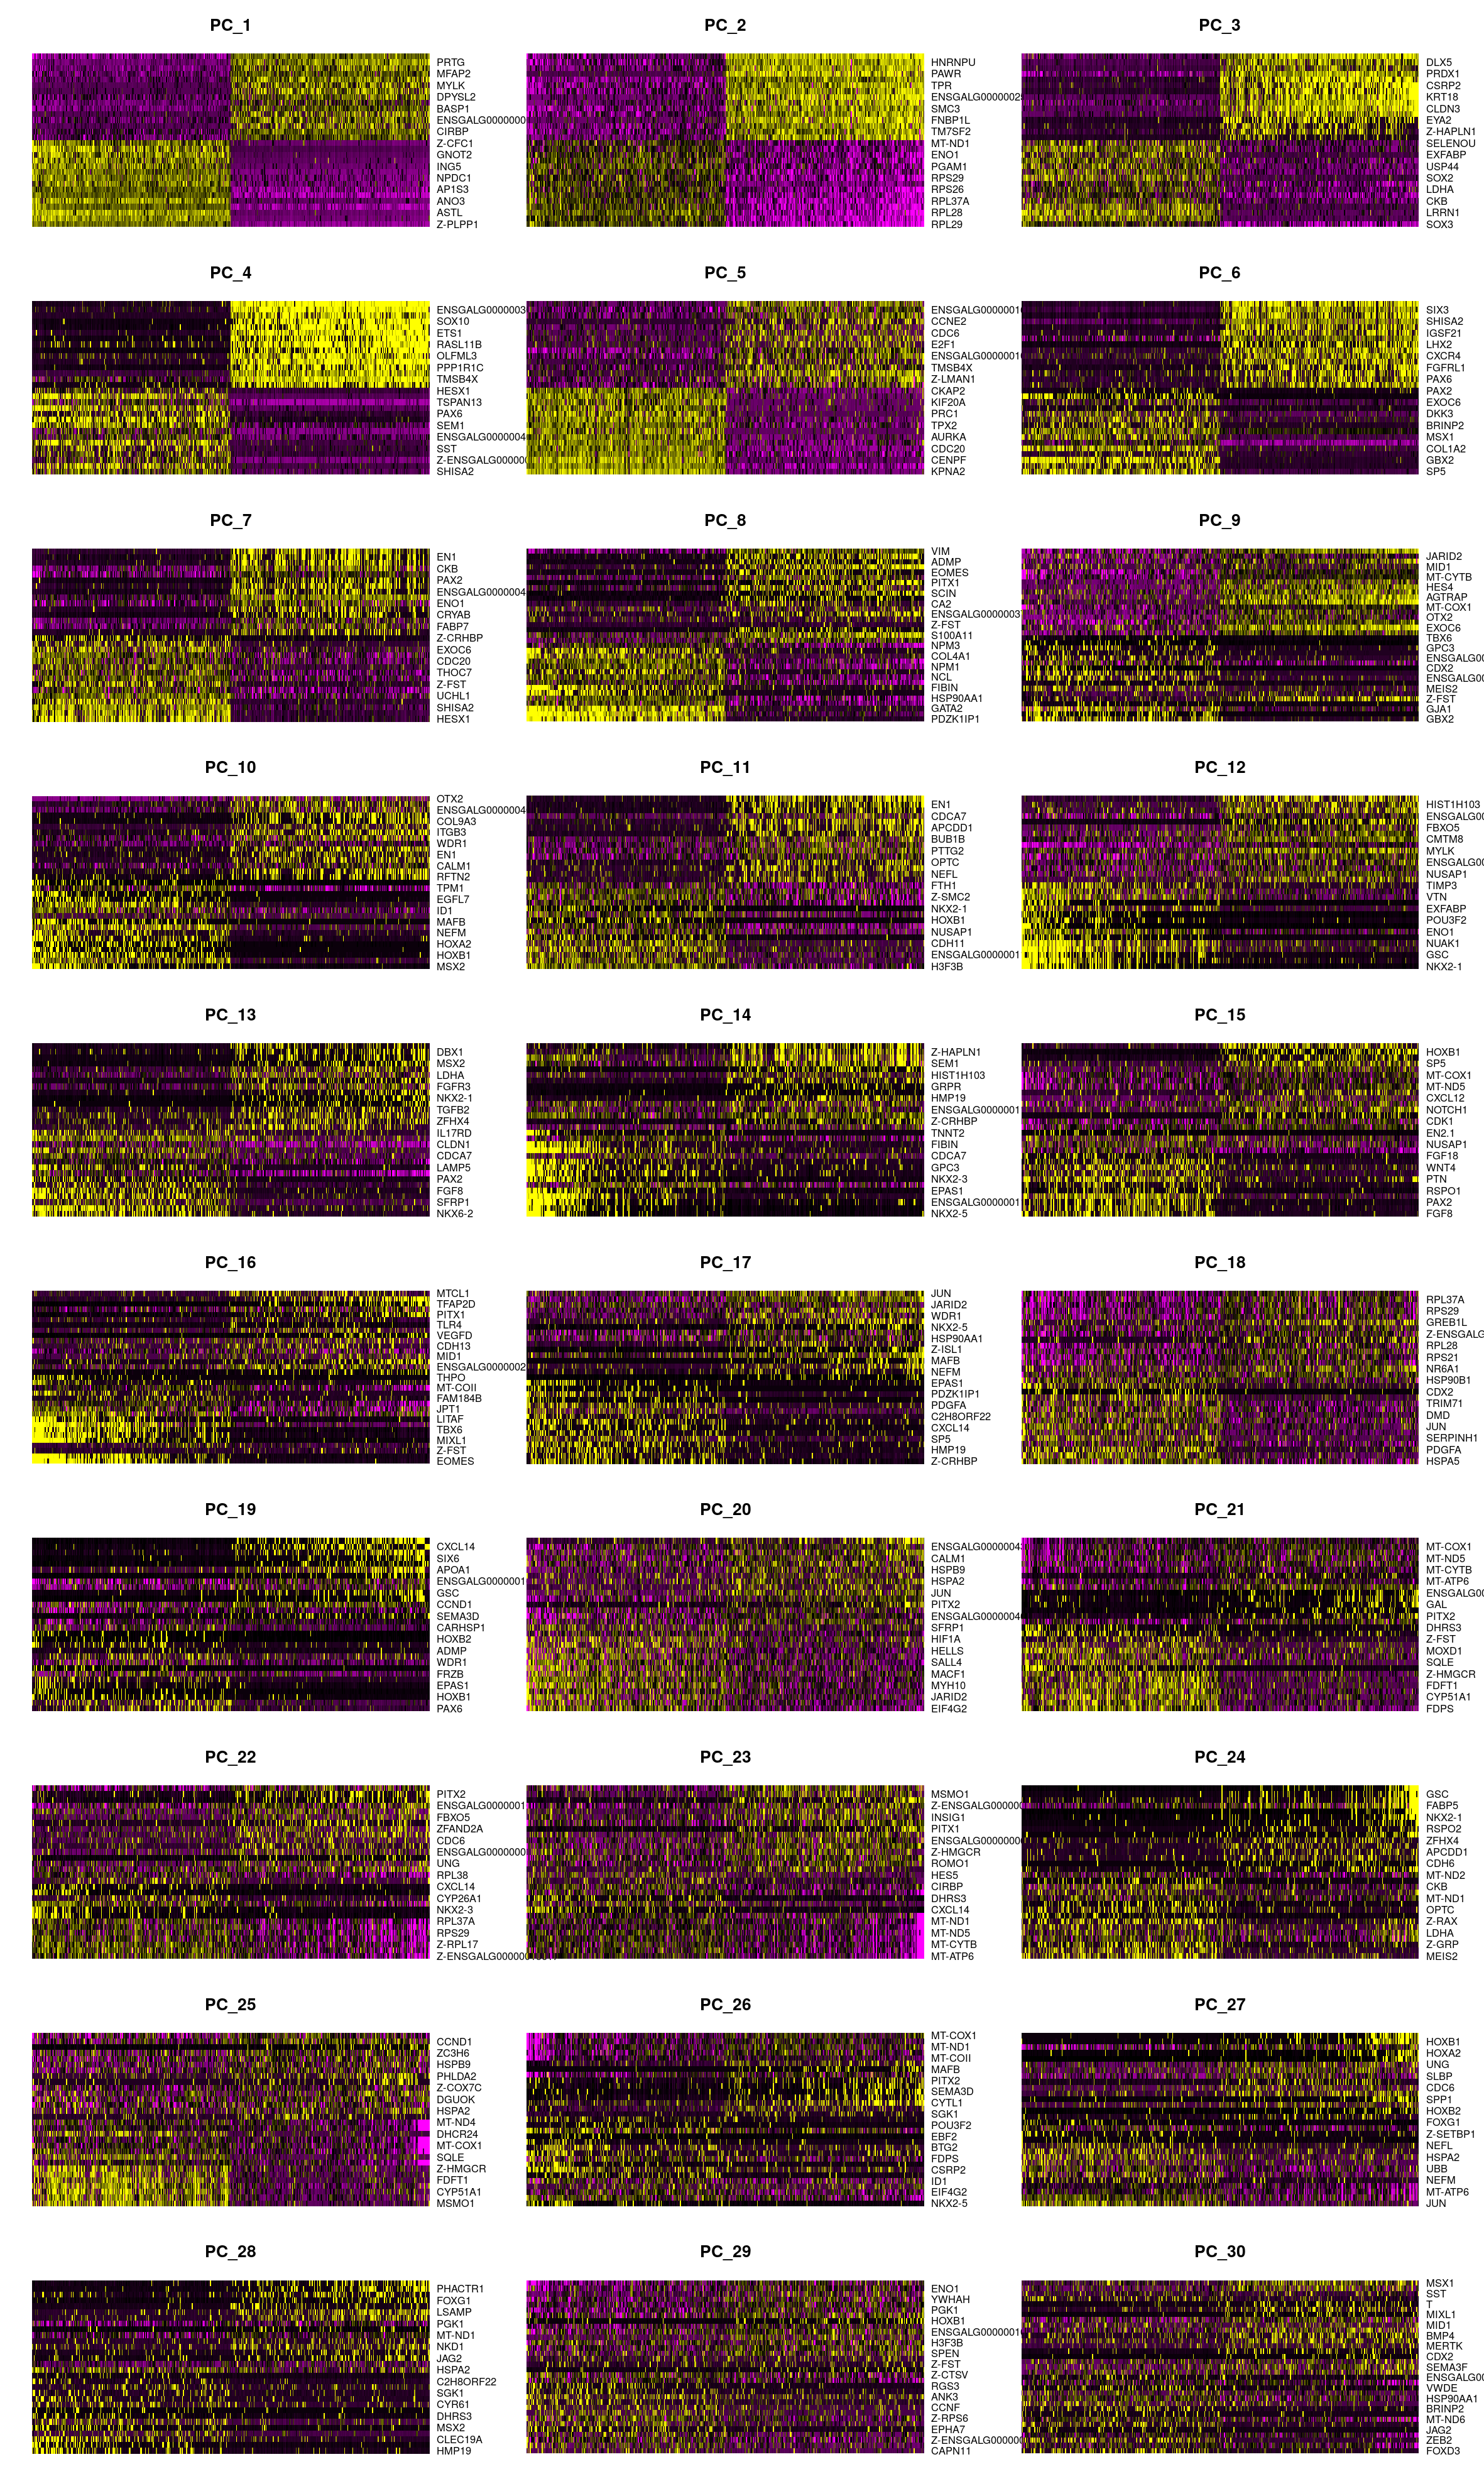 PC_1
PRTG
MFAP2
MYLK
DPYSL2
BASP1
ENSGALG0000000
CIRBP
Z-CFC1
GNOT2
ING5
NPDC1
AP1S3
ANO3
ASTL
Z-PLPP1
PC_2
HNRNPU
PAWR
TPR
ENSGALG0000002
SMC3
FNBP1L
TM7SF2
MT-ND1
ENO1
PGAM1
RPS29
RPS26
RPL37A
RPL28
RPL29
PC_3
DLX5
PRDX1
CSRP2
KRT18
CLDN3
EYA2
Z-HAPLN1
SELENOU
EXFABP
USP44
SOX2
LDHA
CKB
LRRN1
SOX3
PC_4
ENSGALG0000003
SOX10
ETS1
RASL11B
OLFML3
PPP1R1C
TMSB4X
HESX1
TSPAN13
PAX6
SEM1
ENSGALG0000004
SST
Z-ENSGALG00000
SHISA2
PC_5
ENSGALG0000001
CCNE2
CDC6
E2F1
ENSGALG0000001
TMSB4X
Z-LMAN1
CKAP2
KIF20A
PRC1
TPX2
AURKA
CDC20
CENPF
KPNA2
PC_6
SIX3
SHISA2
IGSF21
LHX2
CXCR4
FGFRL1
PAX6
PAX2
EXOC6
DKK3
BRINP2
MSX1
COL1A2
GBX2
SP5
PC_7
EN1
CKB
PAX2
ENSGALG0000004
ENO1
CRYAB
FABP7
Z-CRHBP
EXOC6
CDC20
THOC7
Z-FST
UCHL1
SHISA2
HESX1
PC_8
VIM
ADMP
EOMES
PITX1
SCIN
CA2
ENSGALG0000003
Z-FST
S100A11
NPM3
COL4A1
NPM1
NCL
FIBIN
HSP90AA1
GATA2
PDZK1IP1
PC_9
JARID2
MID1
MT-CYTB
HES4
AGTRAP
MT-COX1
OTX2
EXOC6
TBX6
GPC3
ENSGALG00
CDX2
ENSGALG00
MEIS2
Z-FST
GJA1
GBX2
PC_10
OTX2
ENSGALG0000004
COL9A3
ITGB3
WDR1
EN1
CALM1
RFTN2
TPM1
EGFL7
ID1
MAFB
NEFM
HOXA2
HOXB1
MSX2
PC_11
EN1
CDCA7
APCDD1
BUB1B
PTTG2
OPTC
NEFL
FTH1
Z-SMC2
NKX2-1
HOXB1
NUSAP1
CDH11
ENSGALG0000001
H3F3B
PC_12
HIST1H103
ENSGALG00
FBXO5
CMTM8
MYLK
ENSGALG00
NUSAP1
TIMP3
VTN
EXFABP
POU3F2
ENO1
NUAK1
GSC
NKX2-1
PC_13
DBX1
MSX2
LDHA
FGFR3
NKX2-1
TGFB2
ZFHX4
IL17RD
CLDN1
CDCA7
LAMP5
PAX2
FGF8
SFRP1
NKX6-2
PC_14
Z-HAPLN1
SEM1
HIST1H103
GRPR
HMP19
ENSGALG0000001
Z-CRHBP
TNNT2
FIBIN
CDCA7
GPC3
NKX2-3
EPAS1
ENSGALG0000001
NKX2-5
PC_15
HOXB1
SP5
MT-COX1
MT-ND5
CXCL12
NOTCH1
CDK1
EN2.1
NUSAP1
FGF18
WNT4
PTN
RSPO1
PAX2
FGF8
PC_16
MTCL1
TFAP2D
PITX1
TLR4
VEGFD
CDH13
MID1
ENSGALG0000002
THPO
MT-COII
FAM184B
JPT1
LITAF
TBX6
MIXL1
Z-FST
EOMES
PC_17
JUN
JARID2
WDR1
NKX2-5
HSP90AA1
Z-ISL1
MAFB
NEFM
EPAS1
PDZK1IP1
PDGFA
C2H8ORF22
CXCL14
SP5
HMP19
Z-CRHBP
PC_18
RPL37A
RPS29
GREB1L
Z-ENSGALG
RPL28
RPS21
NR6A1
HSP90B1
CDX2
TRIM71
DMD
JUN
SERPINH1
PDGFA
HSPA5
PC_19
CXCL14
SIX6
APOA1
ENSGALG0000001
GSC
CCND1
SEMA3D
CARHSP1
HOXB2
ADMP
WDR1
FRZB
EPAS1
HOXB1
PAX6
PC_20
ENSGALG0000004
CALM1
HSPB9
HSPA2
JUN
PITX2
ENSGALG0000004
SFRP1
HIF1A
HELLS
SALL4
MACF1
MYH10
JARID2
EIF4G2
PC_21
MT-COX1
MT-ND5
MT-CYTB
MT-ATP6
ENSGALG00
GAL
PITX2
DHRS3
Z-FST
MOXD1
SQLE
Z-HMGCR
FDFT1
CYP51A1
FDPS
PC_22
PITX2
ENSGALG0000001
FBXO5
ZFAND2A
CDC6
ENSGALG0000000
UNG
RPL38
CXCL14
CYP26A1
NKX2-3
RPL37A
RPS29
Z-RPL17
Z-ENSGALG000000
PC_23
MSMO1
Z-ENSGALG00000
INSIG1
PITX1
ENSGALG0000000
Z-HMGCR
ROMO1
HES5
CIRBP
DHRS3
CXCL14
MT-ND1
MT-ND5
MT-CYTB
MT-ATP6
PC_24
GSC
FABP5
NKX2-1
RSPO2
ZFHX4
APCDD1
CDH6
MT-ND2
CKB
MT-ND1
OPTC
Z-RAX
LDHA
Z-GRP
MEIS2
PC_25
CCND1
ZC3H6
HSPB9
PHLDA2
Z-COX7C
DGUOK
HSPA2
MT-ND4
DHCR24
MT-COX1
SQLE
Z-HMGCR
FDFT1
CYP51A1
MSMO1
PC_26
MT-COX1
MT-ND1
MT-COII
MAFB
PITX2
SEMA3D
CYTL1
SGK1
POU3F2
EBF2
BTG2
FDPS
CSRP2
ID1
EIF4G2
NKX2-5
PC_27
HOXB1
HOXA2
UNG
SLBP
CDC6
SPP1
HOXB2
FOXG1
Z-SETBP1
NEFL
HSPA2
UBB
NEFM
MT-ATP6
JUN
PC_28
PHACTR1
FOXG1
LSAMP
PGK1
MT-ND1
NKD1
JAG2
HSPA2
C2H8ORF22
SGK1
CYR61
DHRS3
MSX2
CLEC19A
HMP19
PC_29
ENO1
YWHAH
PGK1
HOXB1
ENSGALG0000001
H3F3B
SPEN
Z-FST
Z-CTSV
RGS3
ANK3
CCNF
Z-RPS6
EPHA7
Z-ENSGALG00000
CAPN11
PC_30
MSX1
SST
T
MIXL1
MID1
BMP4
MERTK
CDX2
SEMA3F
ENSGALG00
VWDE
HSP90AA1
BRINP2
MT-ND6
JAG2
ZEB2
FOXD3